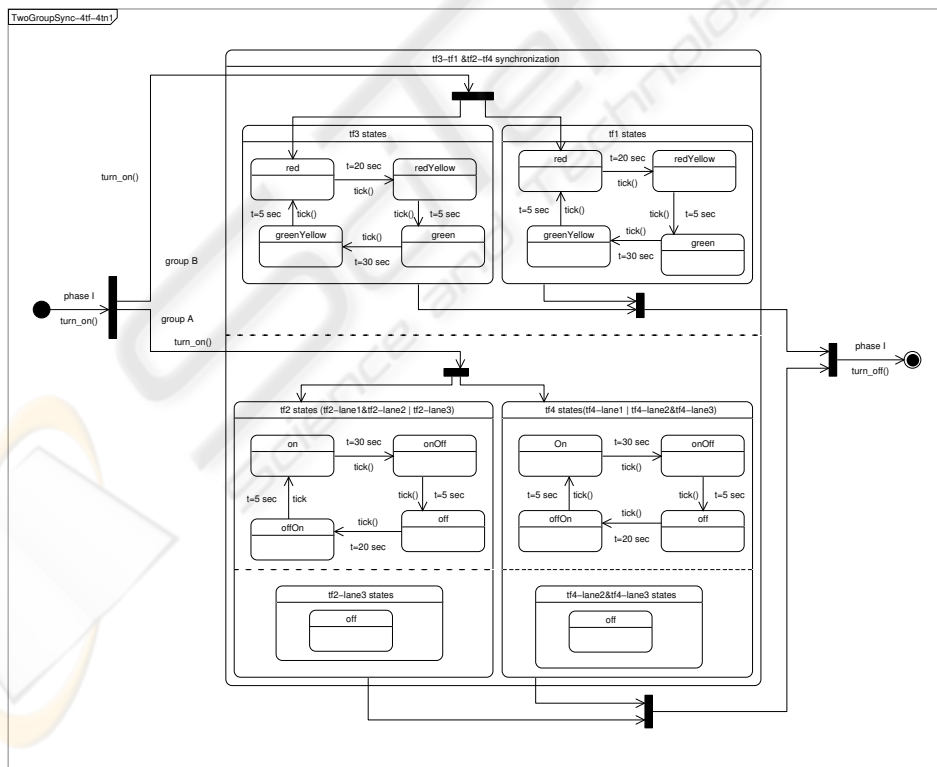 TwoGroupSync-4tf-4tn1
tf3-tf1 &tf2-tf4 synchronization
tf3 states
tf1 states
red
t=20 sec
redYellow
tick()
t=5 sec
tick()
tick()
t=5 sec
greenYellow
tick()
green
t=30 sec
red
t=20 sec
redYellow
tick()
t=5 sec
tick()
tick()
t=5 sec
greenYellow
tick()
green
t=30 sec
turn_on()
group B
phase I
turn_on()
group A
turn_on()
phase I
turn_off()
tf2 states (tf2-lane1&tf2-lane2 | tf2-lane3)
tf4 states(tf4-lane1 | tf4-lane2&tf4-lane3)
on
t=30 sec
onOff
tick()
t=5 sec
tick
tick()
t=5 sec
offOn
tick()
off
t=20 sec
On
t=30 sec
onOff
tick()
t=5 sec
tick()
tick()
t=5 sec
offOn
tick()
off
t=20 sec
tf2-lane3 states
off
tf4-lane2&tf4-lane3 states
off
SciTe
Science and Technology